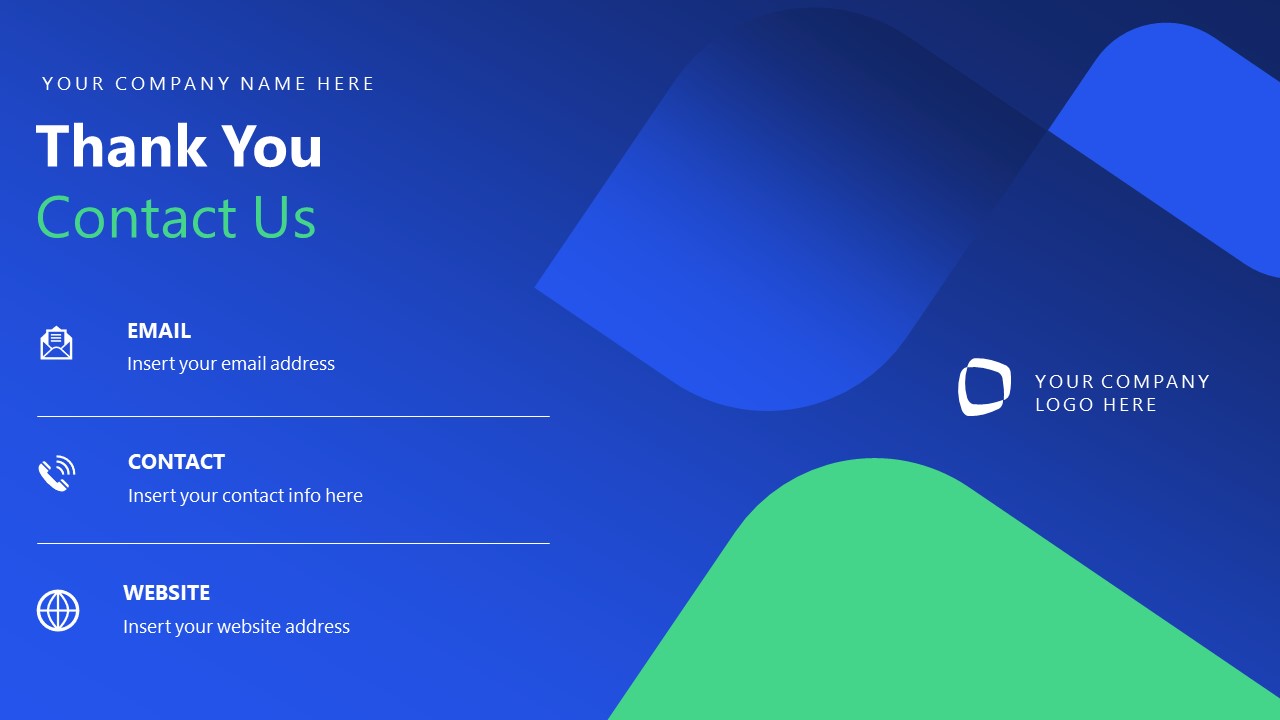 YOUR COMPANY NAME HERE
Thank You
Contact Us
EMAIL
Insert your email address
CONTACT
Insert your contact info here
WEBSITE
Insert your website address
YOUR COMPANY
LOGO HERE